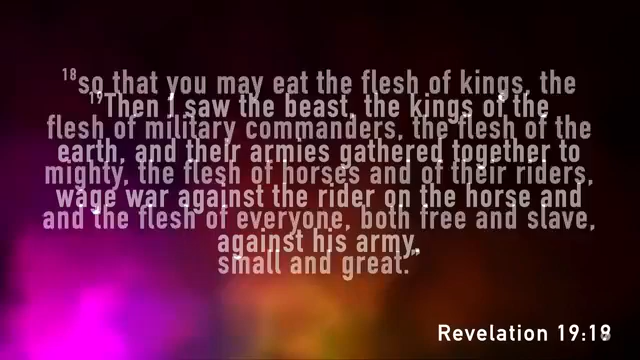 ¹⁸so that you may eat the flesh of kings, the
¹⁹Then I saw the beast, the kings of the
flesh of military commanders, the flesh of the
earth, and their armies gathered together to
mighty, the flesh of horses and of their riders,
wage war against the rider on the horse and
and the flesh of everyone, both free and slave,
against his army.
small and great.”
Revelation 19:18